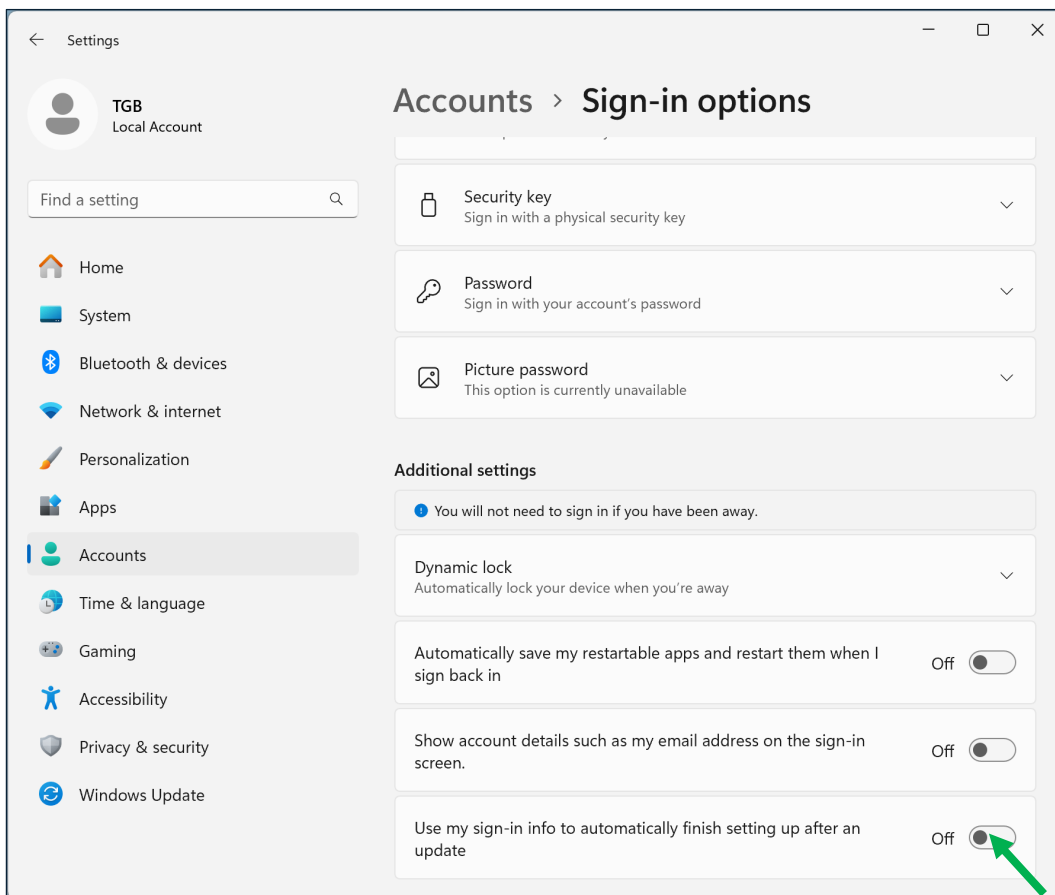 Settings
TGB
Local Account
Find a setting
Home
System
Bluetooth & devices
Network & internet
Personalization
Apps
Accounts
Time & language
Gaming
Accessibility
Privacy & security
Windows Update
Accounts › Sign-in options
Security key
Sign in with a physical security key
Password
Sign in with your account's password
Picture password
This option is currently unavailable
Additional settings
You will not need to sign in if you have been away.
Dynamic lock
Automatically lock your device when you're away
Automatically save my restartable apps and restart them when I
sign back in
Off
Show account details such as my email address on the sign-in
screen.
Off
Use my sign-in info to automatically finish setting up after an
update
Off